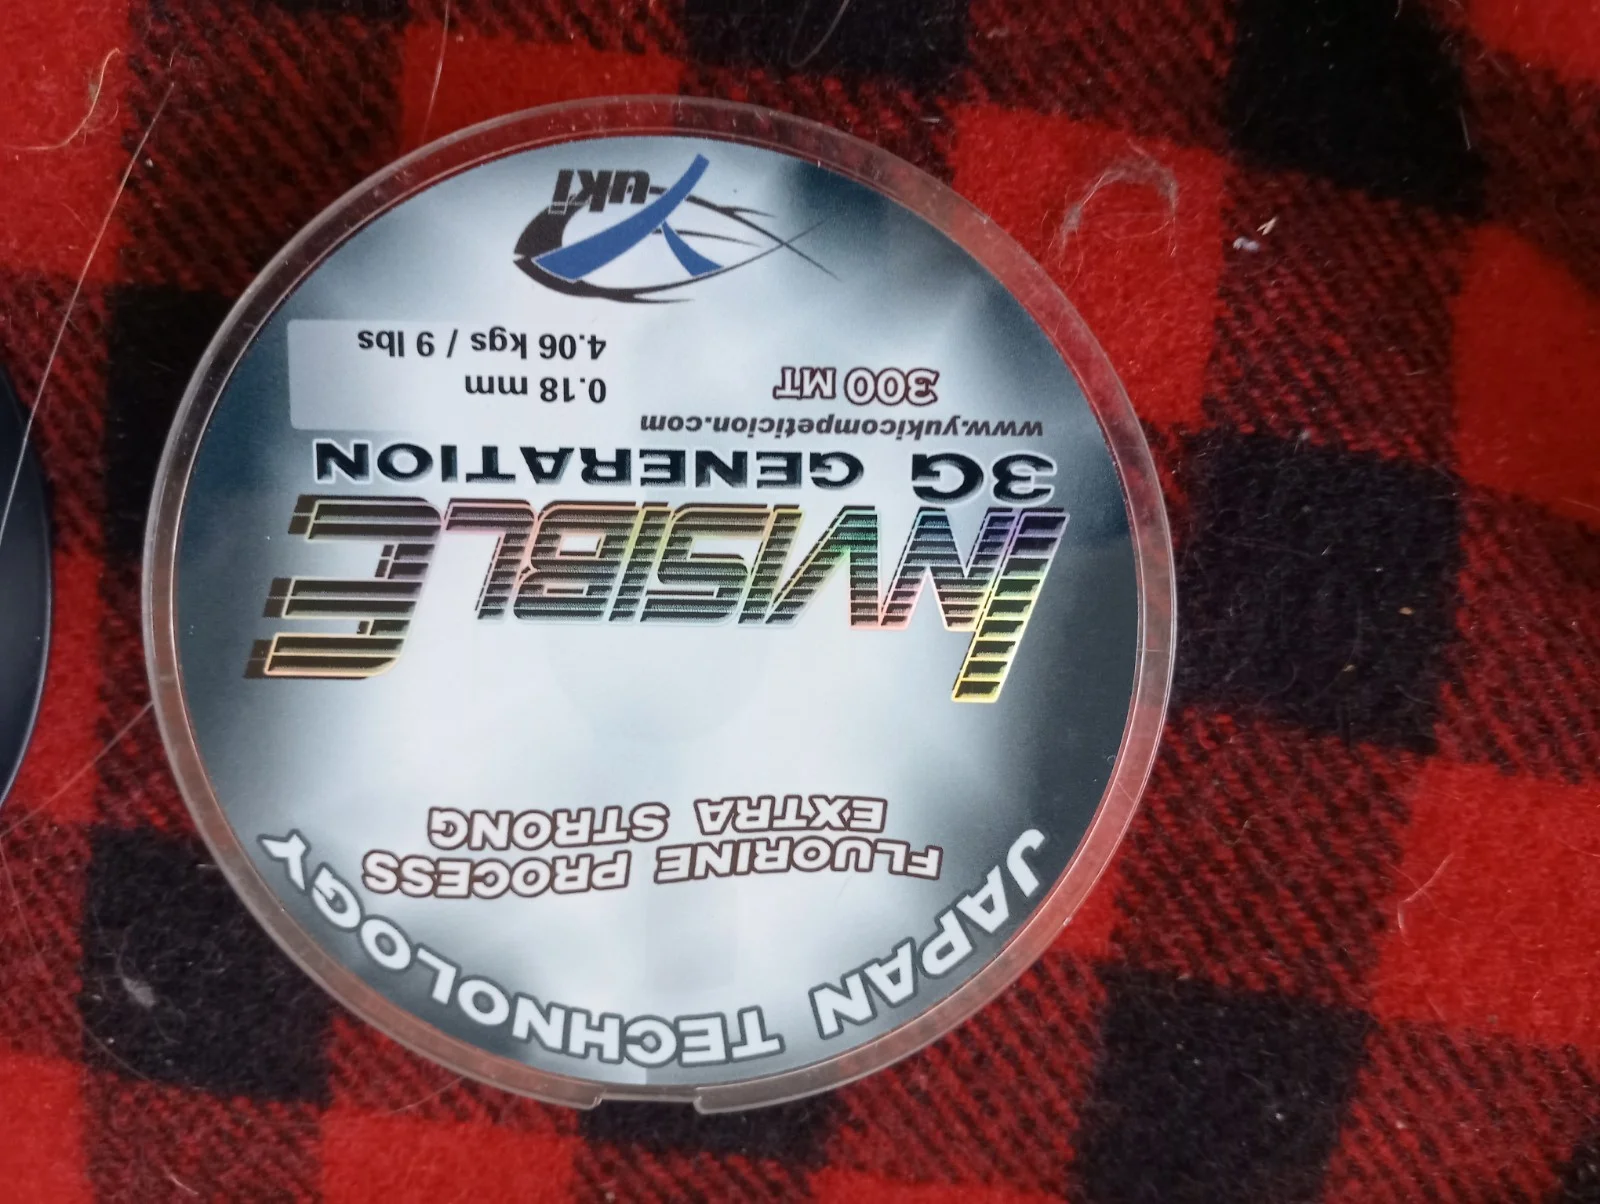 JAPAN TECHNOLOGY
FLUORINE PROCESS
EXTRA STRONG
INVISIBLE
3G GENERATION
www.yukicompeticion.com
300 MT
0.18 mm
4.06 kgs / 9 lbs
Yuki